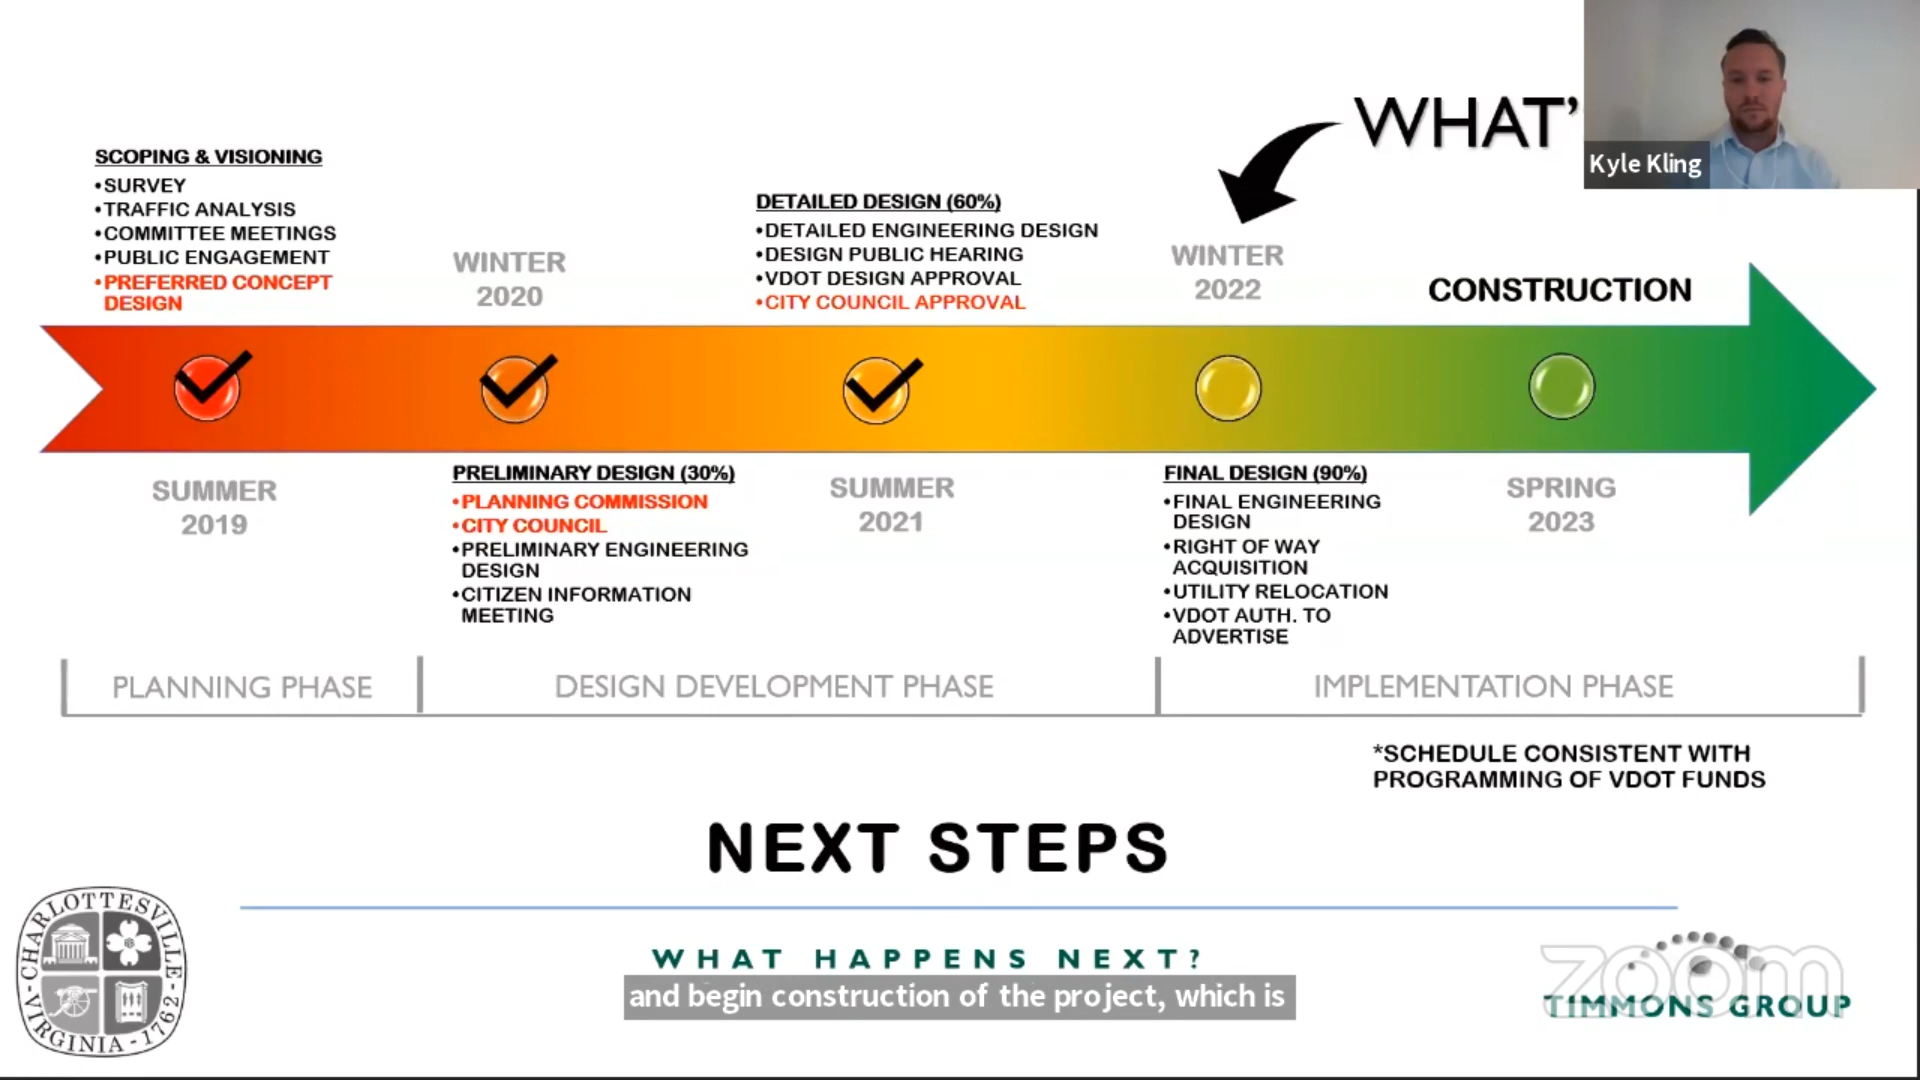 WHAT'
Kyle Kling
SCOPING & VISIONING
•SURVEY
•TRAFFIC ANALYSIS
•COMMITTEE MEETINGS
•PUBLIC ENGAGEMENT
•PREFERRED CONCEPT
DESIGN
WINTER
2020
DETAILED DESIGN (60%)
•DETAILED ENGINEERING DESIGN
•DESIGN PUBLIC HEARING
•VDOT DESIGN APPROVAL
•CITY COUNCIL APPROVAL
WINTER
2022
CONSTRUCTION
SUMMER
2019
PRELIMINARY DESIGN (30%)
•PLANNING COMMISSION
•CITY COUNCIL
•PRELIMINARY ENGINEERING
DESIGN
•CITIZEN INFORMATION
MEETING
SUMMER
2021
FINAL DESIGN (90%)
•FINAL ENGINEERING
DESIGN
•RIGHT OF WAY
ACQUISITION
•UTILITY RELOCATION
•VDOT AUTH. TO
ADVERTISE
SPRING
2023
PLANNING PHASE
DESIGN DEVELOPMENT PHASE
IMPLEMENTATION PHASE
*SCHEDULE CONSISTENT WITH
PROGRAMMING OF VDOT FUNDS
NEXT STEPS
WHAT HAPPENS NEXT?
and begin construction of the project, which is
CHARLOTTESVILLE
-VIRGINIA-1762-
zoom
TIMMONS GROUP